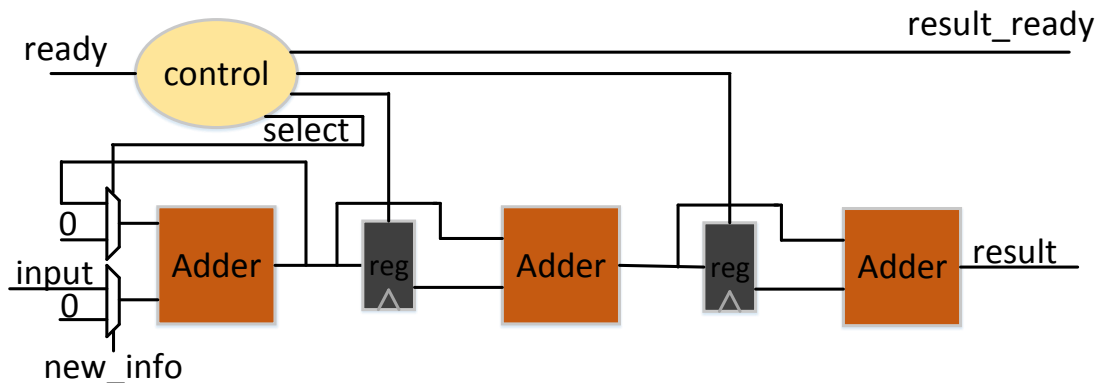 ready
result_ready
control
select
0
Adder
reg
Adder
reg
Adder
result
input
0
new_info